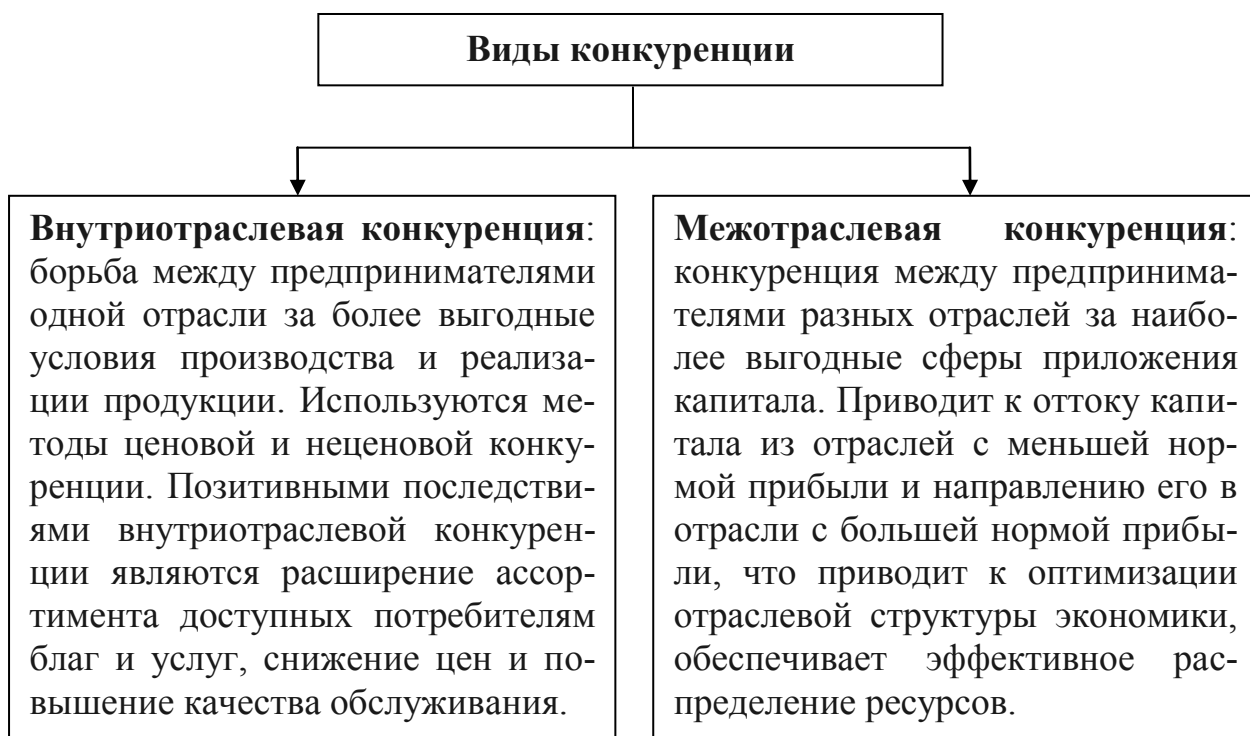 Виды конкуренции
Внутриотраслевая конкуренция:
борьба между предпринимателями
одной отрасли за более выгодные
условия производства и реализа-
ции продукции. Используются ме-
тоды ценовой и неценовой конку-
ренции. Позитивными последстви-
ями внутриотраслевой конкурен-
ции являются расширение ассор-
тимента доступных потребителям
благ и услуг, снижение цен и по-
вышение качества обслуживания.
Межотраслевая конкуренция:
конкуренция между предпринима-
телями разных отраслей за наибо-
лее выгодные сферы приложения
капитала. Приводит к оттоку капи-
тала из отраслей с меньшей нор-
мой прибыли и направлению его в
отрасли с большей нормой прибы-
ли, что приводит к оптимизации
отраслевой структуры экономики,
обеспечивает эффективное рас-
пределение ресурсов.